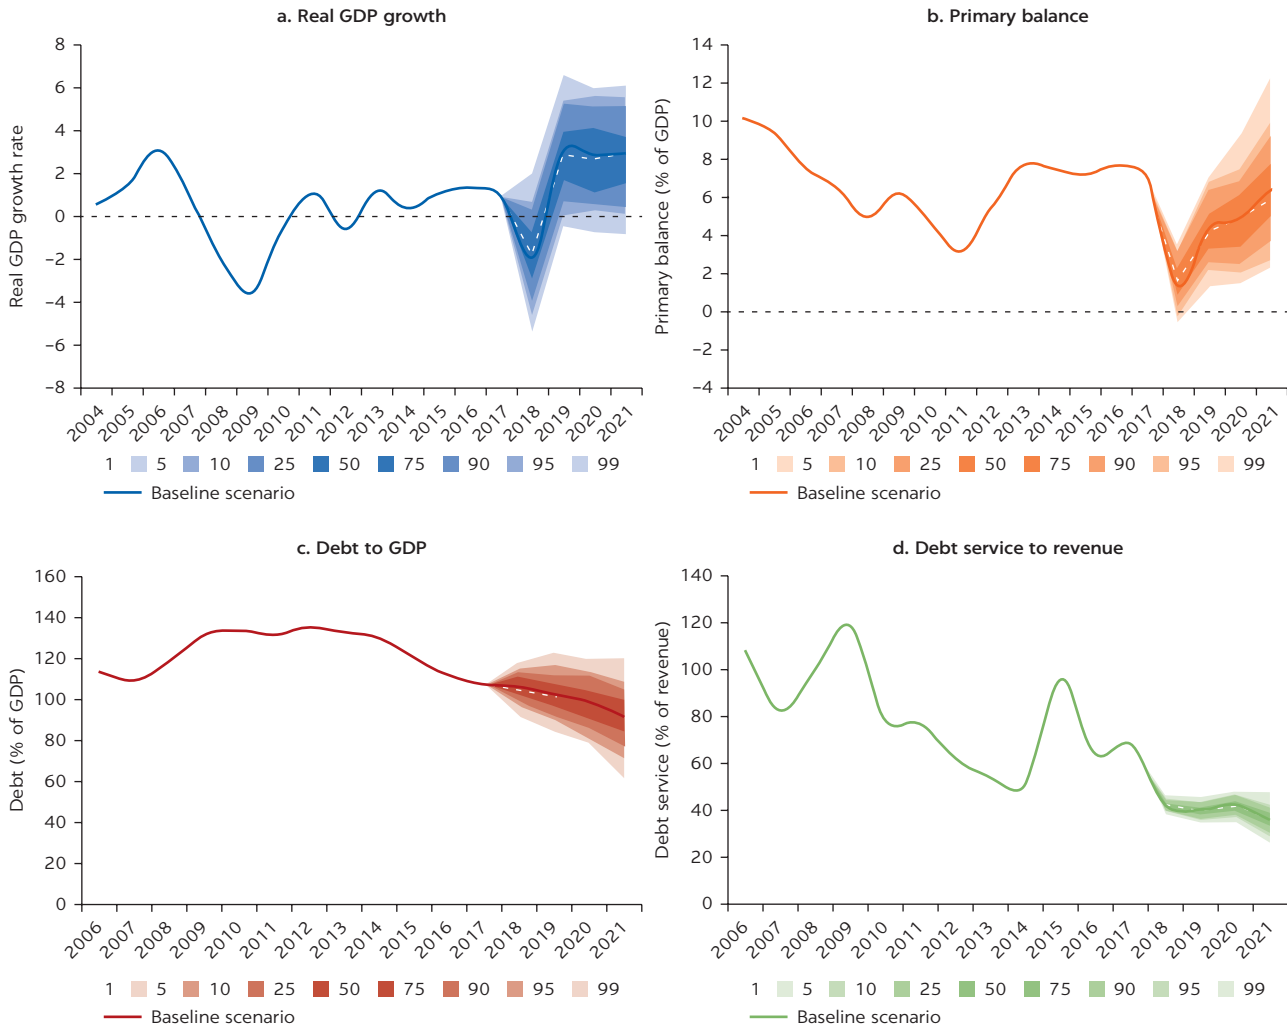 a. Real GDP growth
Real GDP growth rate
8
6
4
2
0
–2
–4
–6
–8
2004 2005 2006 2007 2008 2009 2010 2011 2012 2013 2014 2015 2016 2017 2018 2019 2020 2021
1 5 10 25 50 75 90 95 99
Baseline scenario
b. Primary balance
Primary balance (% of GDP)
14
12
10
8
6
4
2
0
–2
–4
2004 2005 2006 2007 2008 2009 2010 2011 2012 2013 2014 2015 2016 2017 2018 2019 2020 2021
1 5 10 25 50 75 90 95 99
Baseline scenario
c. Debt to GDP
Debt (% of GDP)
160
140
120
100
80
60
40
20
0
2006 2007 2008 2009 2010 2011 2012 2013 2014 2015 2016 2017 2018 2019 2020 2021
1 5 10 25 50 75 90 95 99
Baseline scenario
d. Debt service to revenue
Debt service (% of revenue)
140
120
100
80
60
40
20
0
2006 2007 2008 2009 2010 2011 2012 2013 2014 2015 2016 2017 2018 2019 2020 2021
1 5 10 25 50 75 90 95 99
Baseline scenario